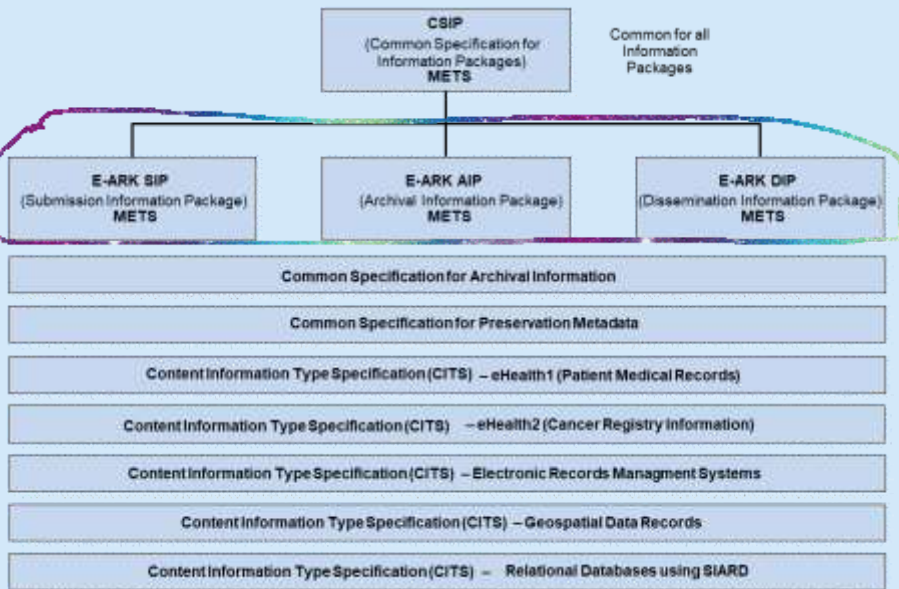 CSIP
(Common Specification for
Information Packages)
METS
Common for all
Information
Packages
E-ARK SIP
(Submission Information Package)
METS
E-ARK AIP
(Archival Information Package)
METS
E-ARK DIP
(Dissemination Information Package)
METS
Common Specification for Archival Information
Common Specification for Preservation Metadata
Content Information Type Specification (CITS) – eHealth1 (Patient Medical Records)
Content Information Type Specification (CITS) – eHealth2 (Cancer Registry Information)
Content Information Type Specification (CITS) – Electronic Records Managment Systems
Content Information Type Specification (CITS) – Geospatial Data Records
Content Information Type Specification (CITS) – Relational Databases using SIARD